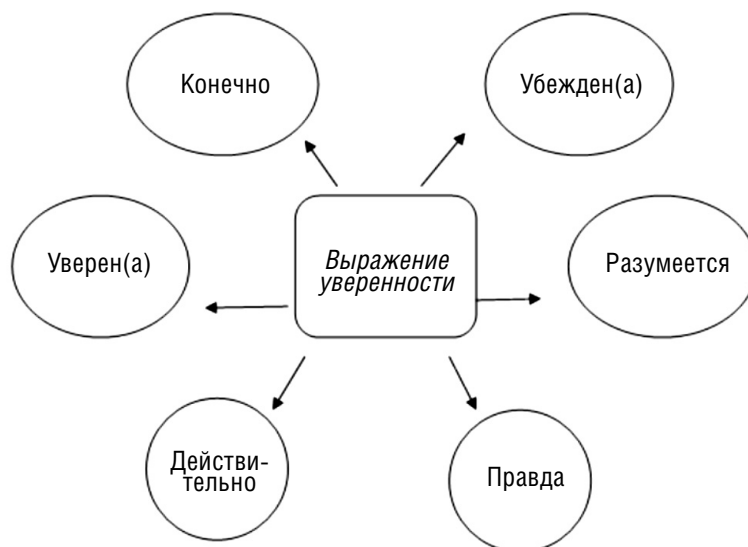 Конечно
Убежден(а)
Уверен(а)
Выражение
уверенности
Разумеется
Действи-
тельно
Правда